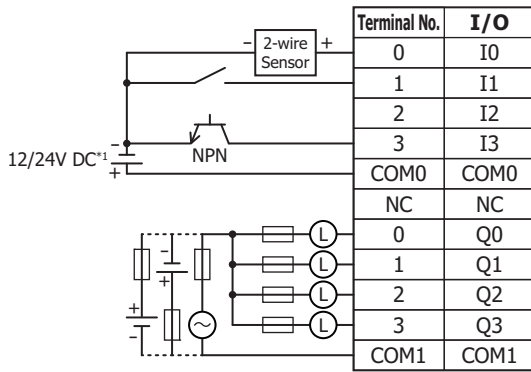 Terminal No. I/O
− 2-wire Sensor + 0 I0
1 I1
2 I2
NPN 3 I3
12/24V DC*1 − +
COM0 COM0
NC NC
L 0 Q0
L 1 Q1
L 2 Q2
L 3 Q3
− +
+ −
COM1 COM1